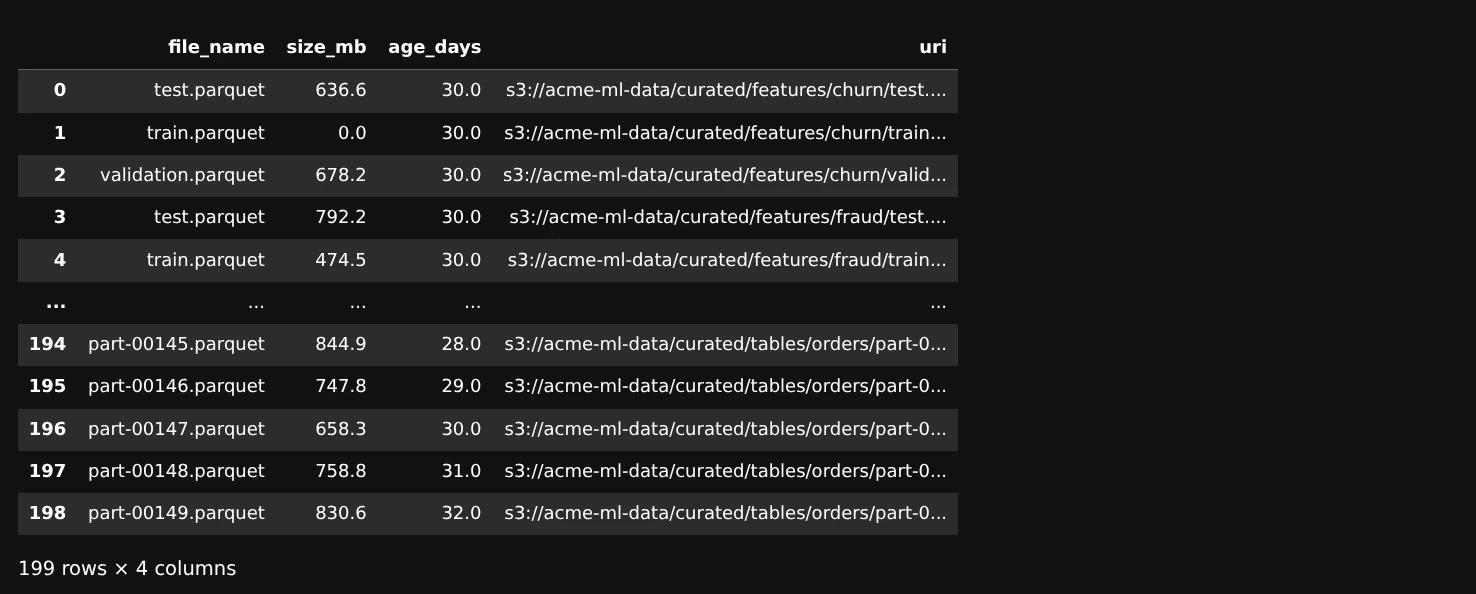 file_name size_mb age_days uri
0 test.parquet 636.6 30.0 s3://acme-ml-data/curated/features/churn/test....
1 train.parquet 0.0 30.0 s3://acme-ml-data/curated/features/churn/train...
2 validation.parquet 678.2 30.0 s3://acme-ml-data/curated/features/churn/valid...
3 test.parquet 792.2 30.0 s3://acme-ml-data/curated/features/fraud/test....
4 train.parquet 474.5 30.0 s3://acme-ml-data/curated/features/fraud/train...
... ... ... ... ...
194 part-00145.parquet 844.9 28.0 s3://acme-ml-data/curated/tables/orders/part-0...
195 part-00146.parquet 747.8 29.0 s3://acme-ml-data/curated/tables/orders/part-0...
196 part-00147.parquet 658.3 30.0 s3://acme-ml-data/curated/tables/orders/part-0...
197 part-00148.parquet 758.8 31.0 s3://acme-ml-data/curated/tables/orders/part-0...
198 part-00149.parquet 830.6 32.0 s3://acme-ml-data/curated/tables/orders/part-0...
199 rows × 4 columns